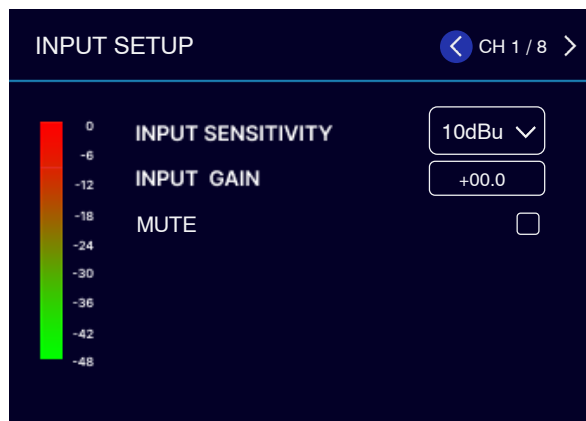 INPUT SETUP
CH 1 / 8
0
-6
-12
-18
-24
-30
-36
-42
-48
INPUT SENSITIVITY
10dBu
INPUT GAIN
+00.0
MUTE